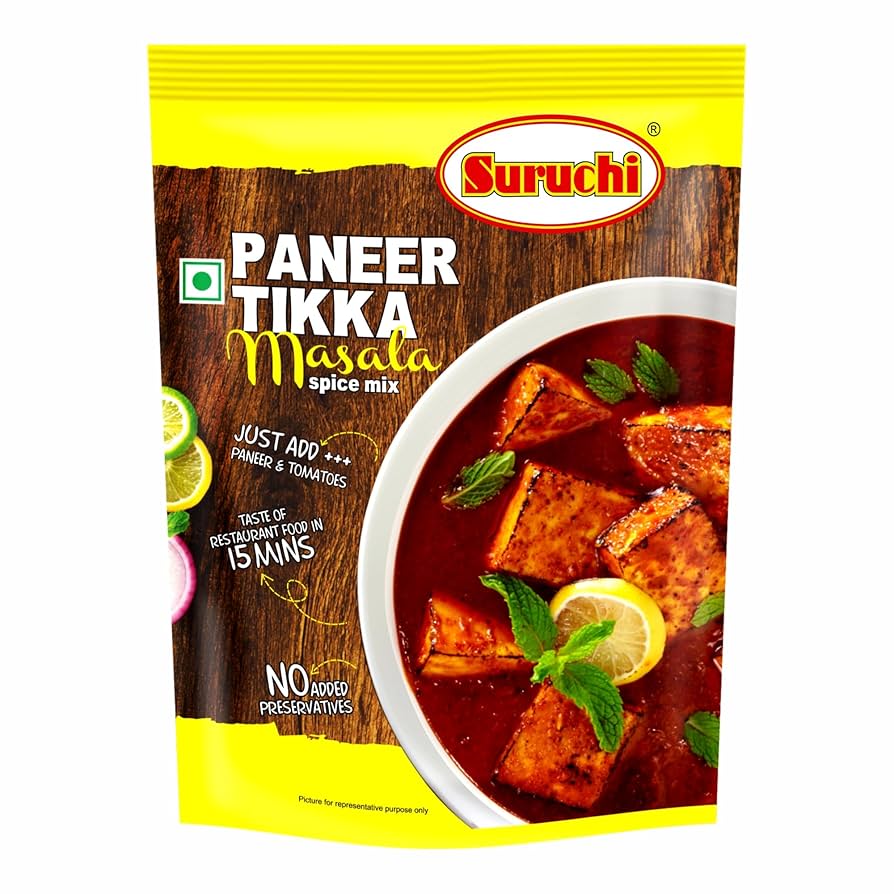 Suruchi
®
PANEER
TIKKA
Masala
spice mix
JUST ADD +++
PANEER & TOMATOES
TASTE OF
RESTAURANT FOOD IN
15 MINS
NO ADDED
PRESERVATIVES
Picture for representative purpose only